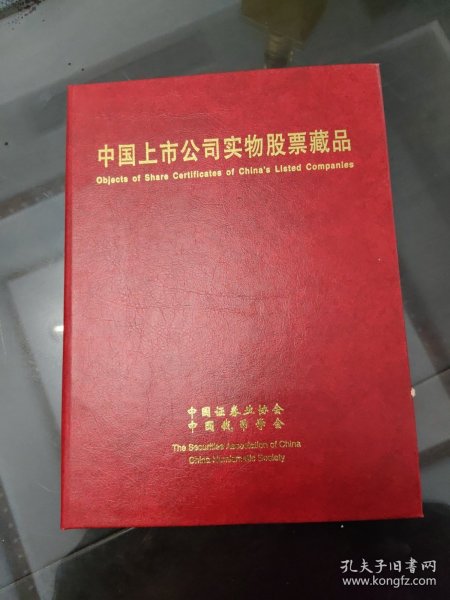 中国上市公司实物股票藏品
Objects of Share Certificates of China's Listed Companies
中国证券业协会
中国钱币学会
The Securities Association of China
China Numismatic Society
孔夫子旧书网
www.kongfz.com